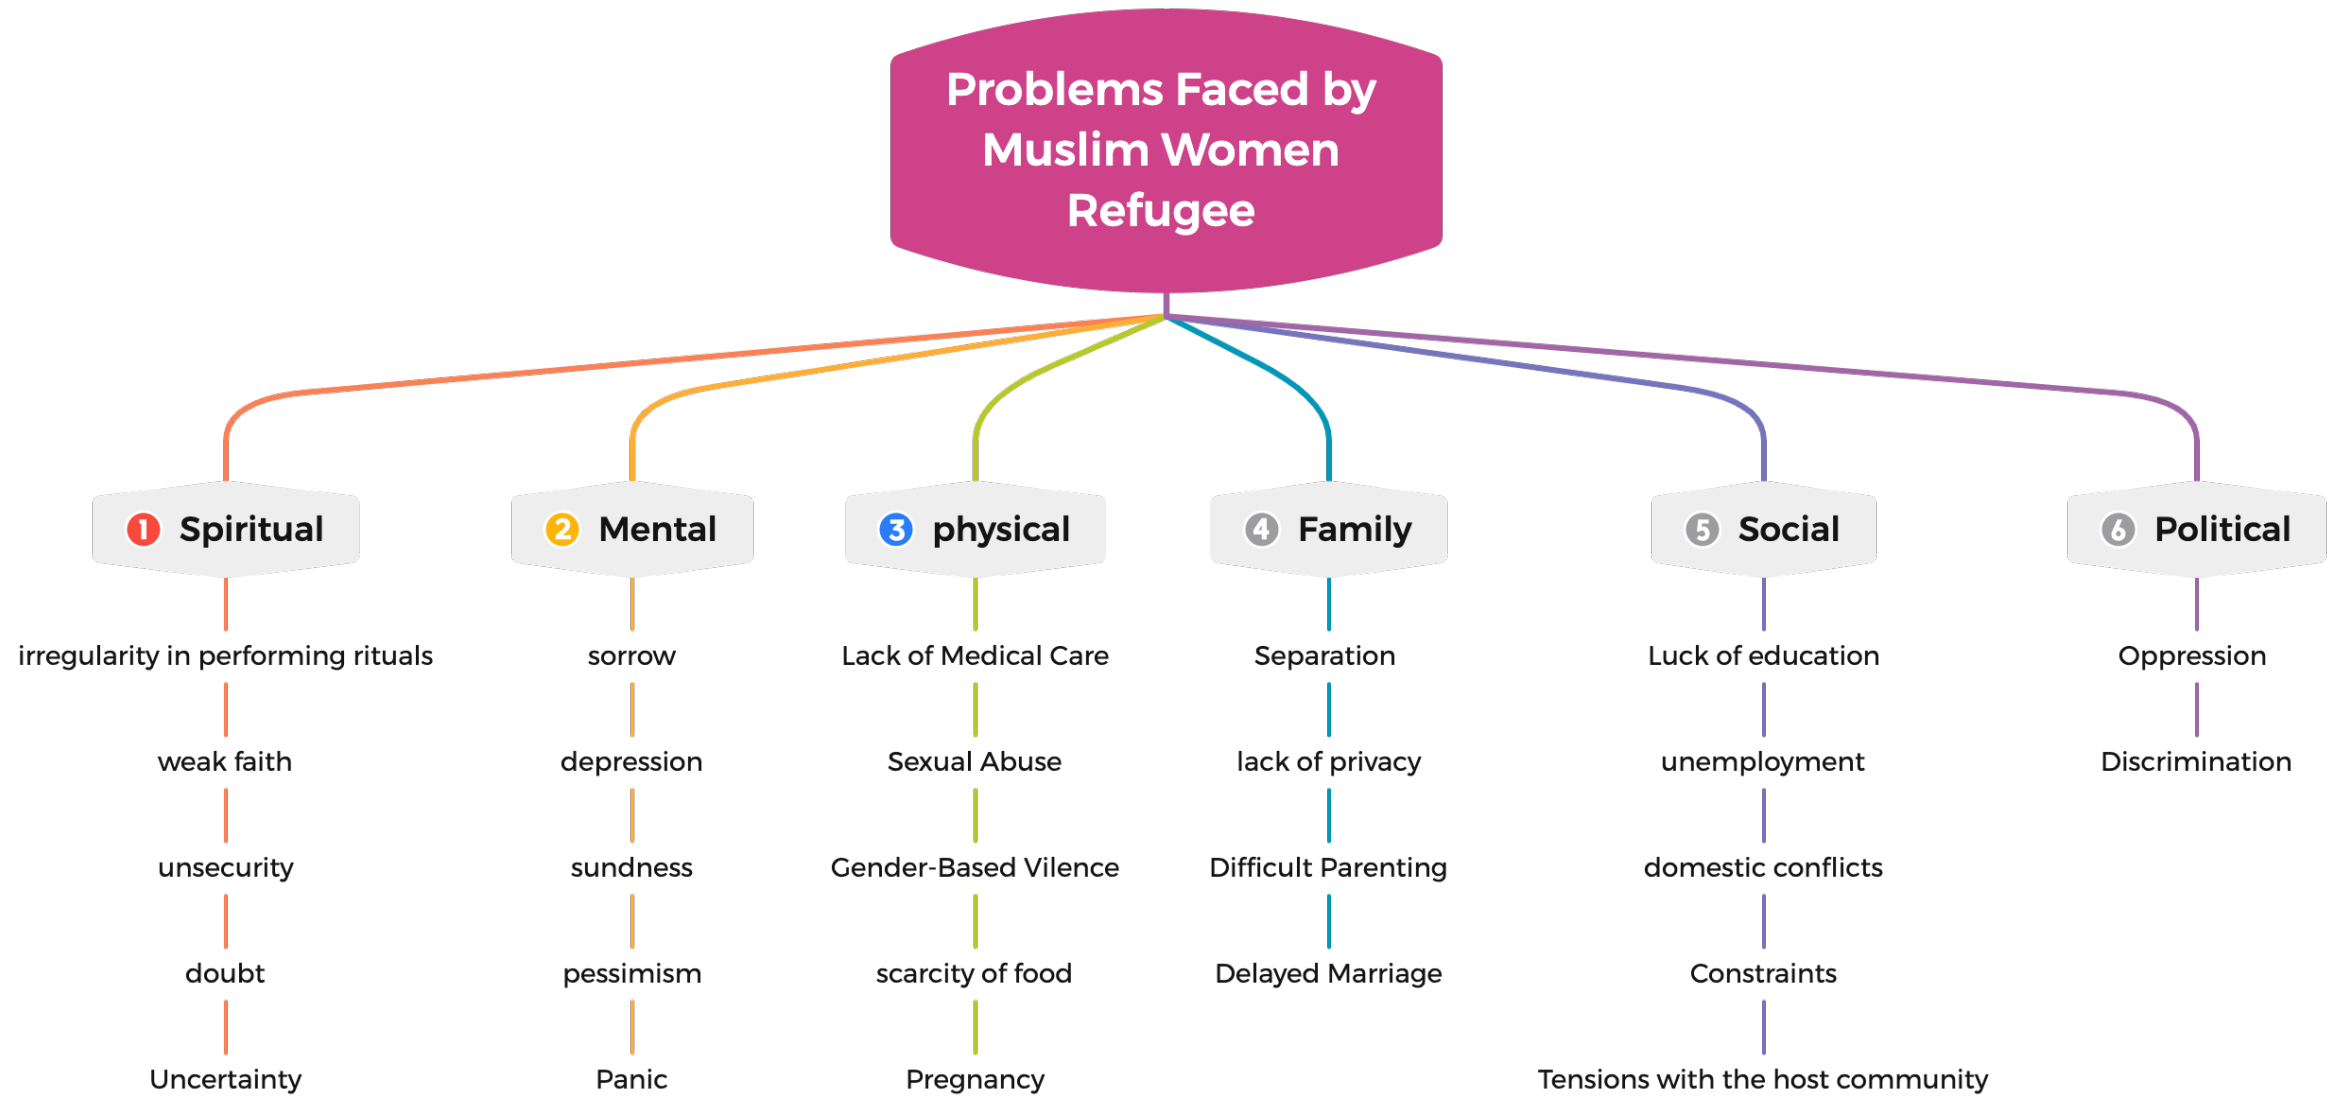 Problems Faced by
Muslim Women
Refugee
1 Spiritual
irregularity in performing rituals
weak faith
unsecurity
doubt
Uncertainty
2 Mental
sorrow
depression
sundness
pessimism
Panic
3 physical
Lack of Medical Care
Sexual Abuse
Gender-Based Vilence
scarcity of food
Pregnancy
4 Family
Separation
lack of privacy
Difficult Parenting
Delayed Marriage
5 Social
Luck of education
unemployment
domestic conflicts
Constraints
Tensions with the host community
6 Political
Oppression
Discrimination